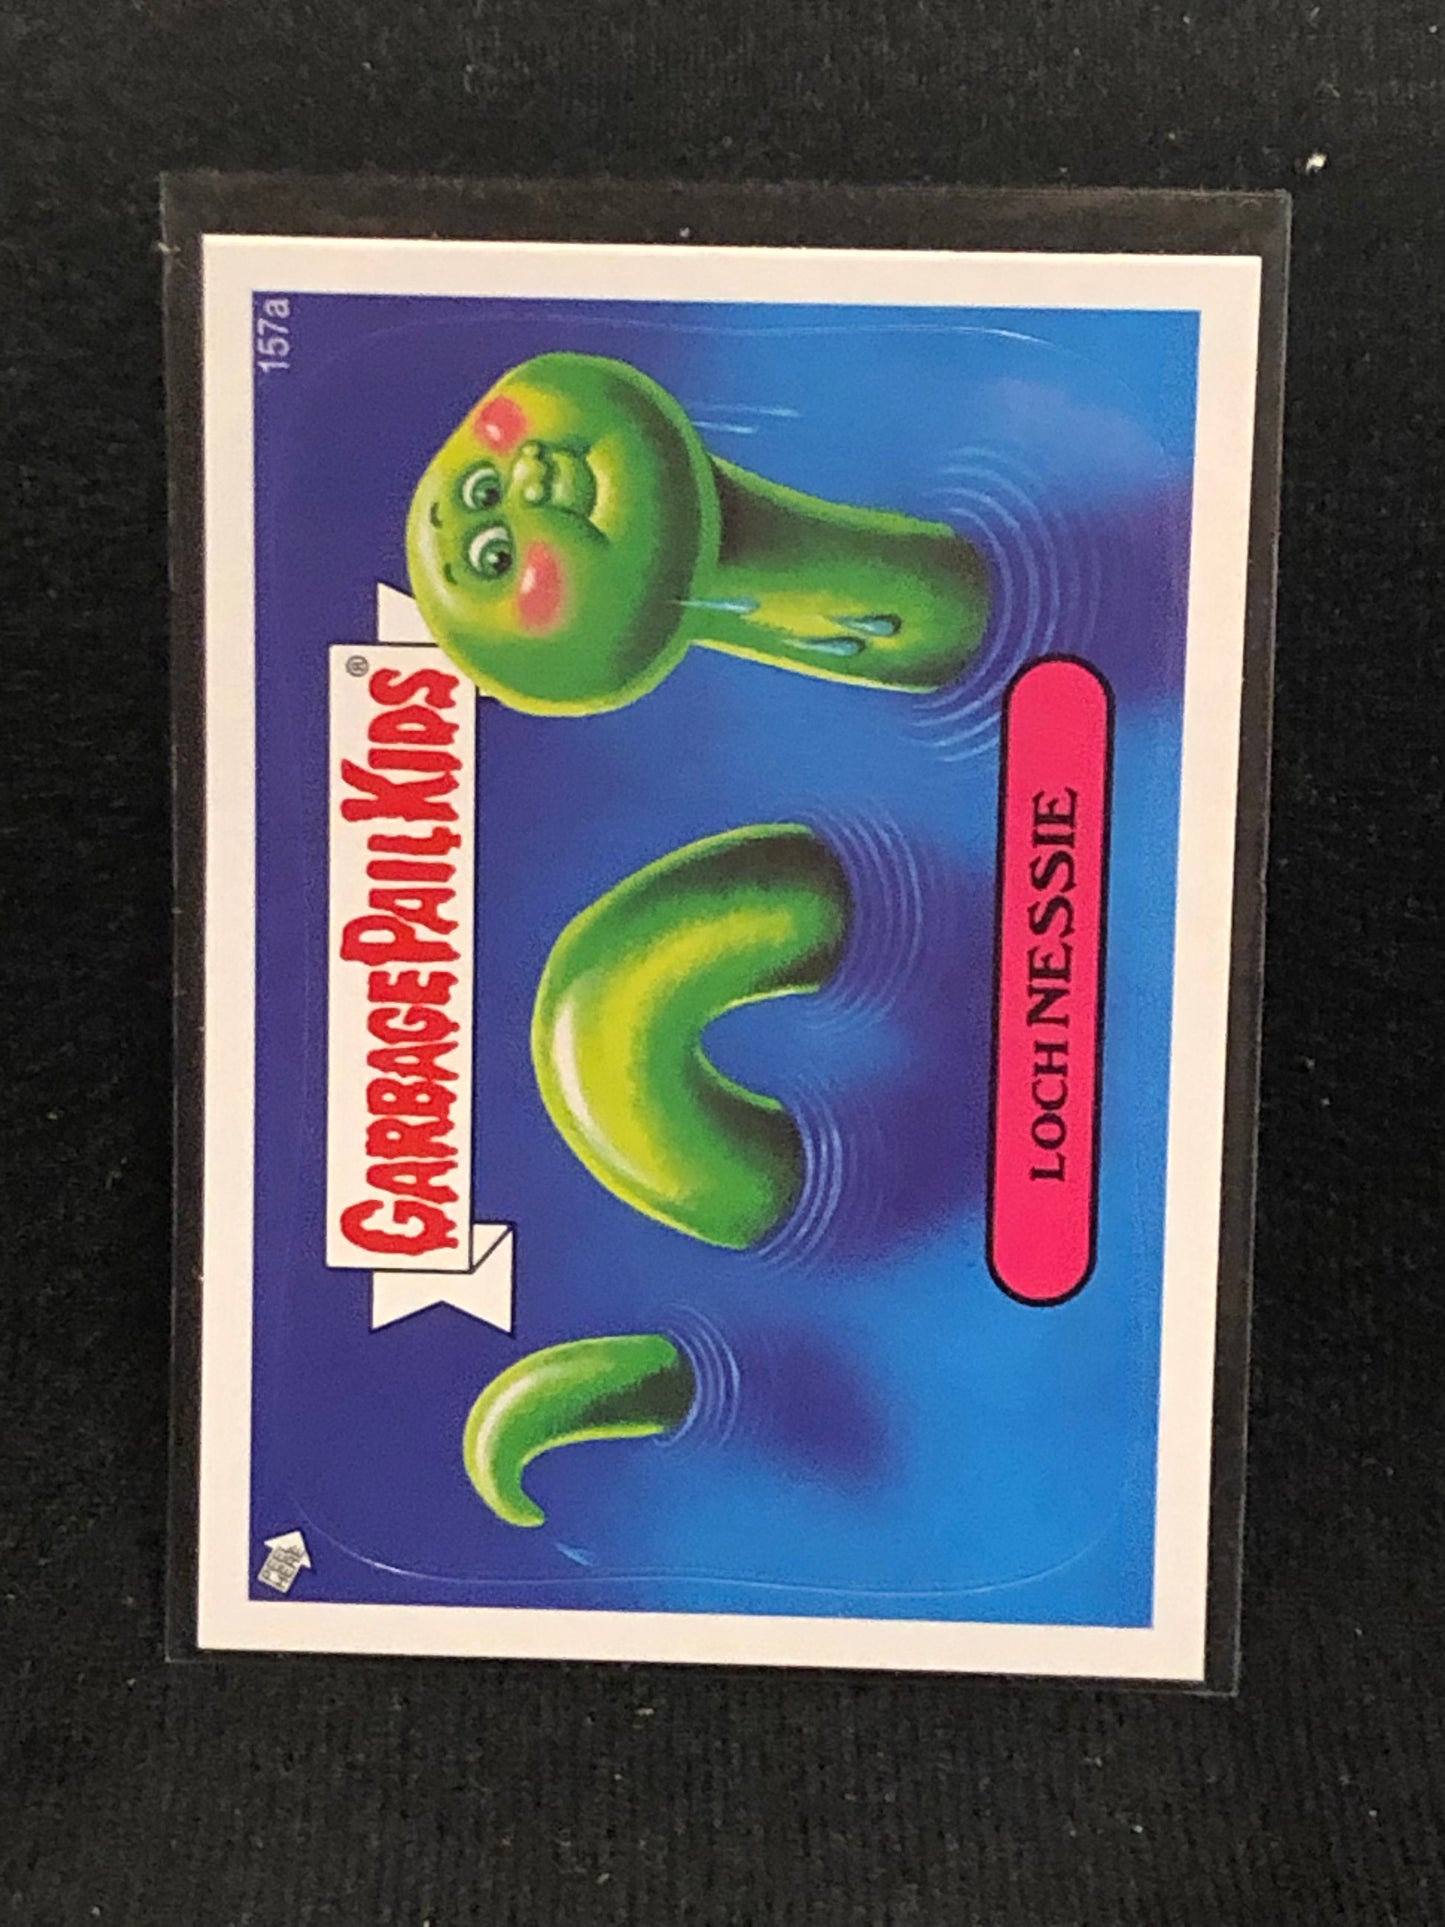 PEEL
HERE
157a
GARBAGE PAIL KIDS®
LOCH NESSIE